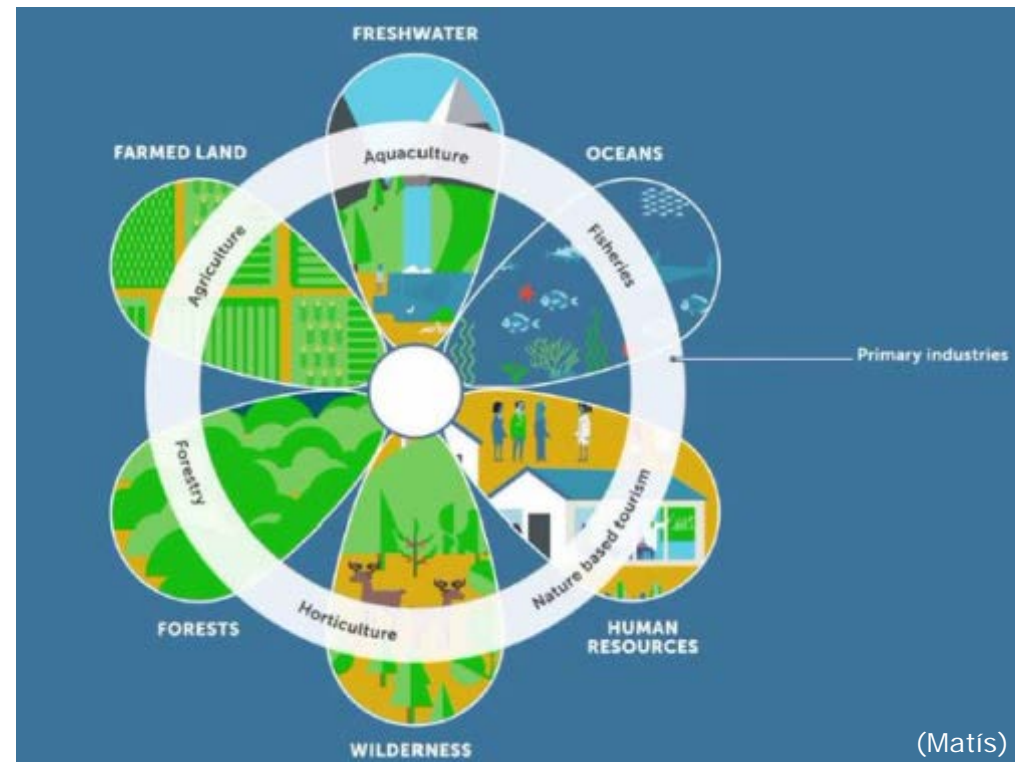 FRESHWATER
FARMED LAND
OCEANS
Aquaculture
Agriculture
Fisheries
Primary industries
Forestry
Nature based tourism
Horticulture
FORESTS
HUMAN
RESOURCES
WILDERNESS
(Matís)